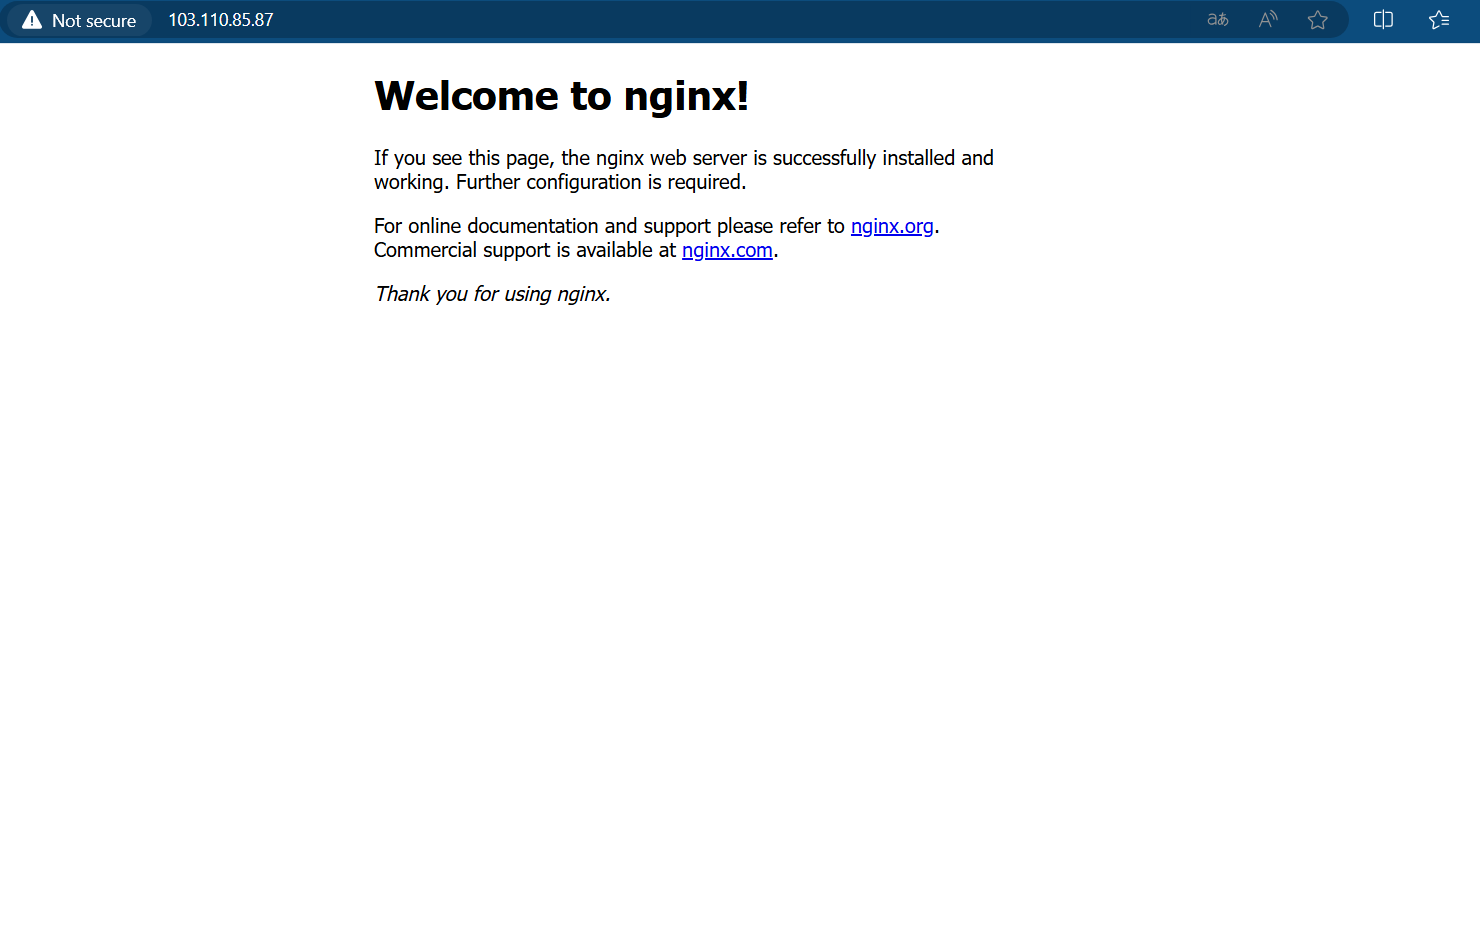 Not secure 103.110.85.87
Welcome to nginx!
If you see this page, the nginx web server is successfully installed and
working. Further configuration is required.
For online documentation and support please refer to nginx.org.
Commercial support is available at nginx.com.
Thank you for using nginx.